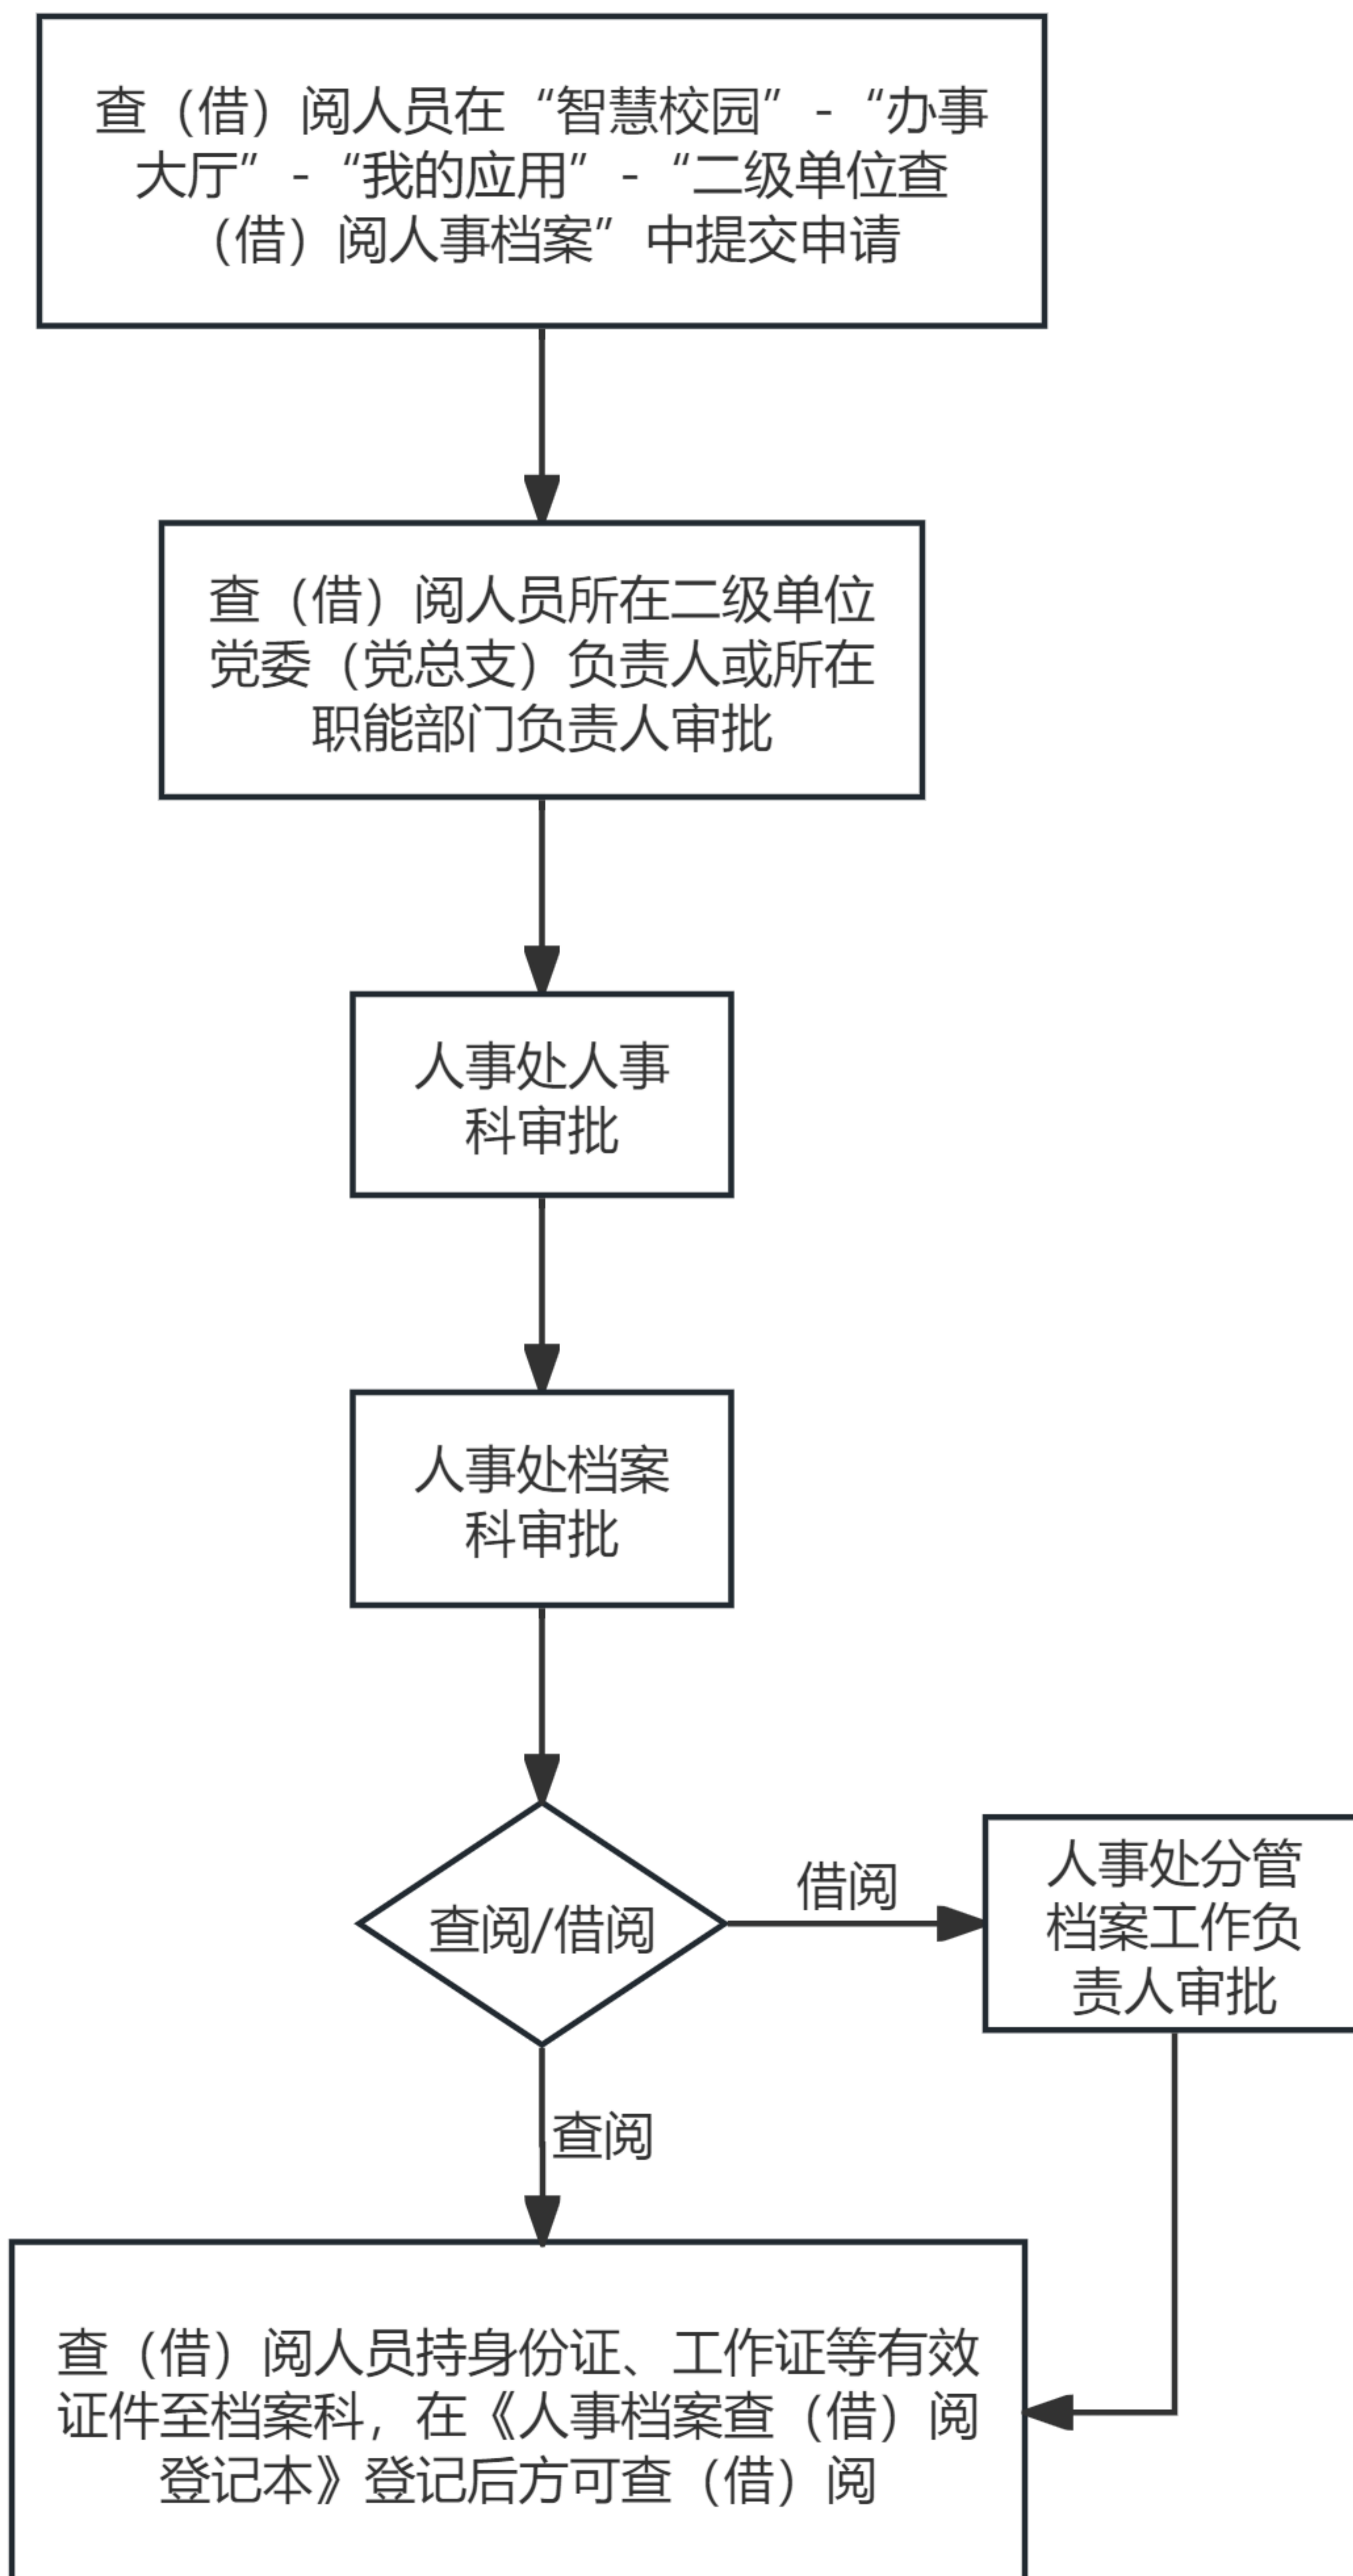 查（借）阅人员在“智慧校园”-“办事
大厅”-“我的应用”-“二级单位查
（借）阅人事档案”中提交申请
查（借）阅人员所在二级单位
党委（党总支）负责人或所在
职能部门负责人审批
人事处人事
科审批
人事处档案
科审批
查阅/借阅
借阅
人事处分管
档案工作负
责人审批
查阅
查（借）阅人员持身份证、工作证等有效
证件至档案科，在《人事档案查（借）阅
登记本》登记后方可查（借）阅